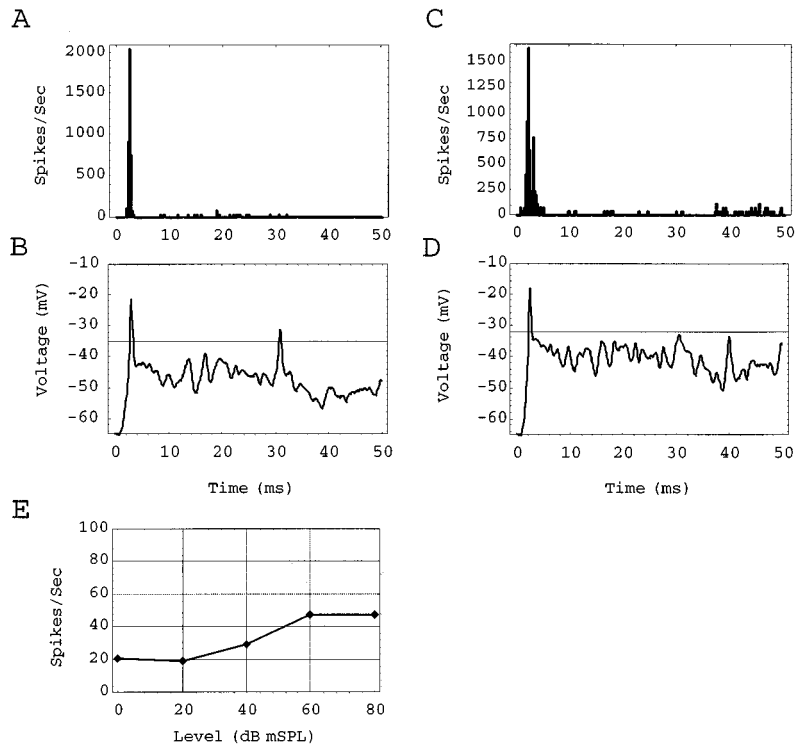 A
Spikes/Sec
2000
1500
1000
500
0
0 10 20 30 40 50
B
Voltage (mV)
-10
-20
-30
-40
-50
-60
0 10 20 30 40 50
Time (ms)
C
Spikes/Sec
1500
1250
1000
750
500
250
0
0 10 20 30 40 50
D
Voltage (mV)
-10
-20
-30
-40
-50
-60
0 10 20 30 40 50
Time (ms)
E
Spikes/Sec
100
80
60
40
20
0
0 20 40 60 80
Level (dB mSPL)